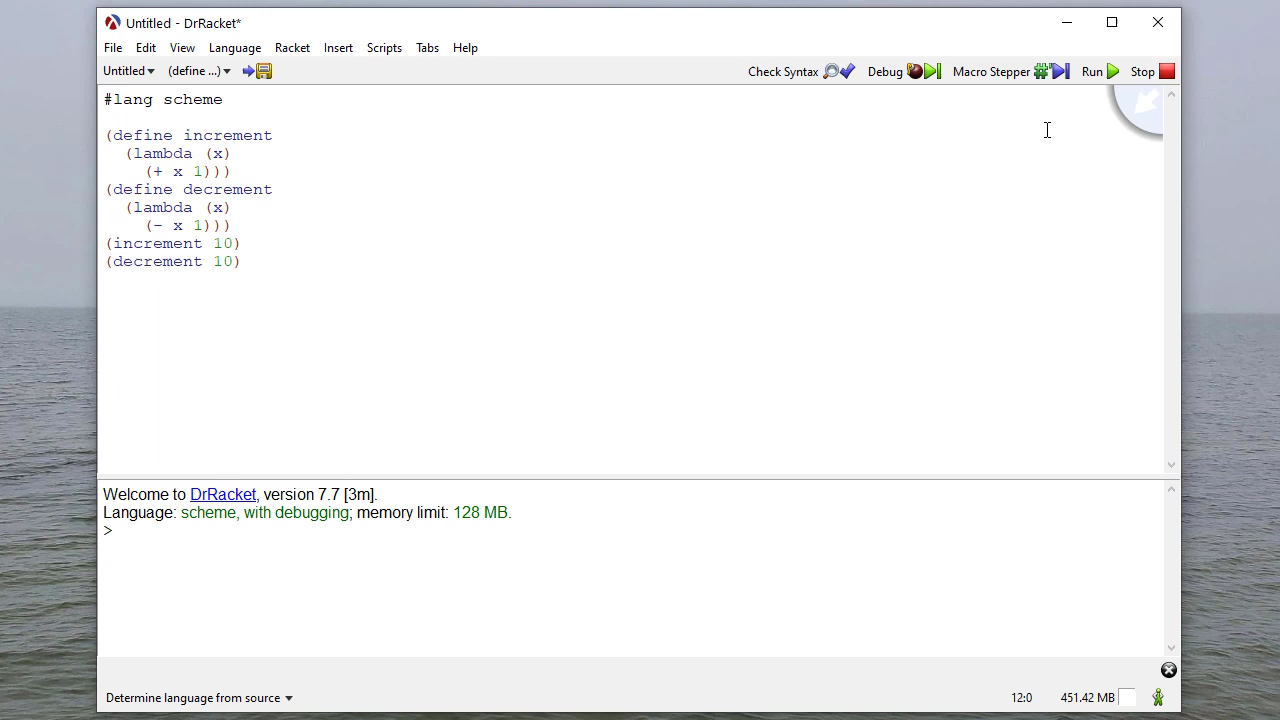 Untitled - DrRacket*
File Edit View Language Racket Insert Scripts Tabs Help
Untitled (define ...) Check Syntax Debug Macro Stepper Run Stop
#lang scheme
(define increment
(lambda (x)
(+ x 1)))
(define decrement
(lambda (x)
(- x 1)))
(increment 10)
(decrement 10)
Welcome to DrRacket, version 7.7 [3m].
Language: scheme, with debugging; memory limit: 128 MB.
>
Determine language from source 12:0 451.42 MB